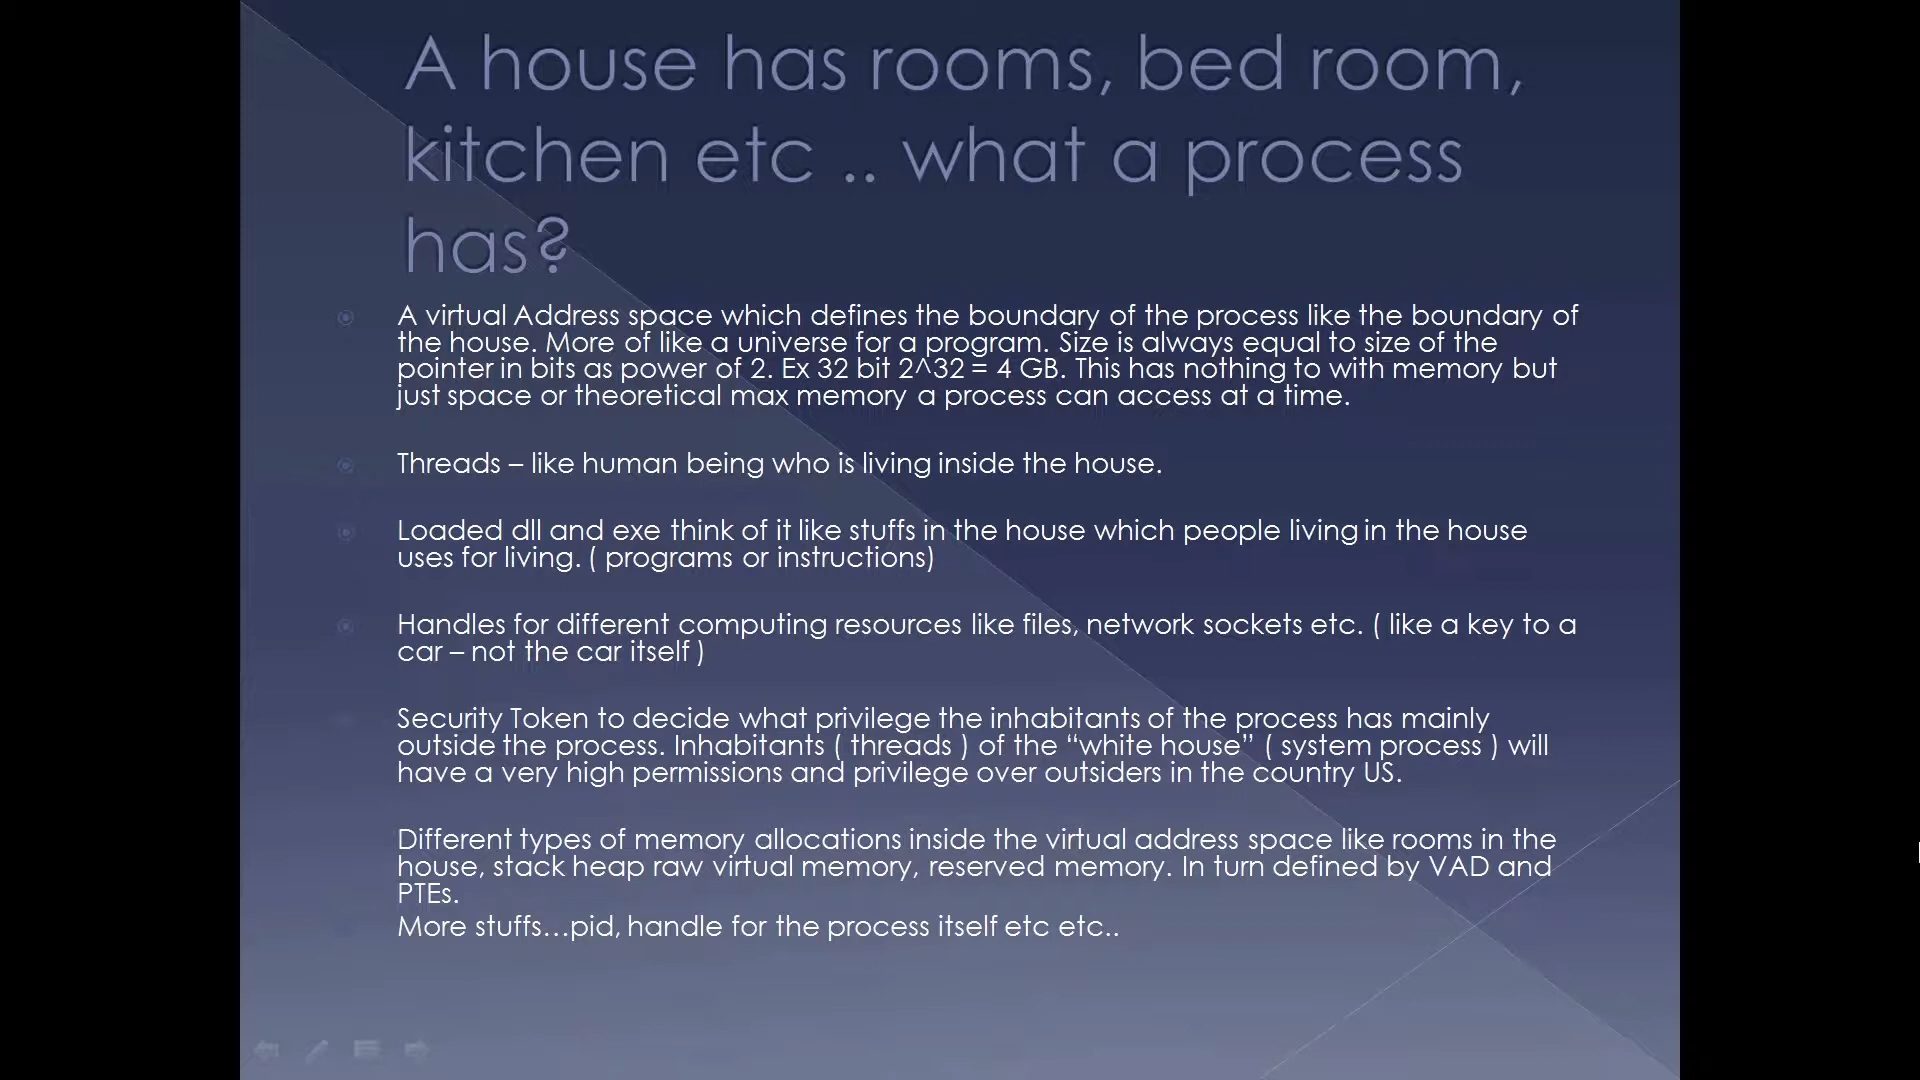 A house has rooms, bed room,
kitchen etc .. what a process
has?
A virtual Address space which defines the boundary of the process like the boundary of
the house. More of like a universe for a program. Size is always equal to size of the
pointer in bits as power of 2. Ex 32 bit 2^32 = 4 GB. This has nothing to with memory but
just space or theoretical max memory a process can access at a time.
Threads – like human being who is living inside the house.
Loaded dll and exe think of it like stuffs in the house which people living in the house
uses for living. ( programs or instructions)
Handles for different computing resources like files, network sockets etc. ( like a key to a
car – not the car itself )
Security Token to decide what privilege the inhabitants of the process has mainly
outside the process. Inhabitants ( threads ) of the “white house” ( system process ) will
have a very high permissions and privilege over outsiders in the country US.
Different types of memory allocations inside the virtual address space like rooms in the
house, stack heap raw virtual memory, reserved memory. In turn defined by VAD and
PTEs.
More stuffs…pid, handle for the process itself etc etc..